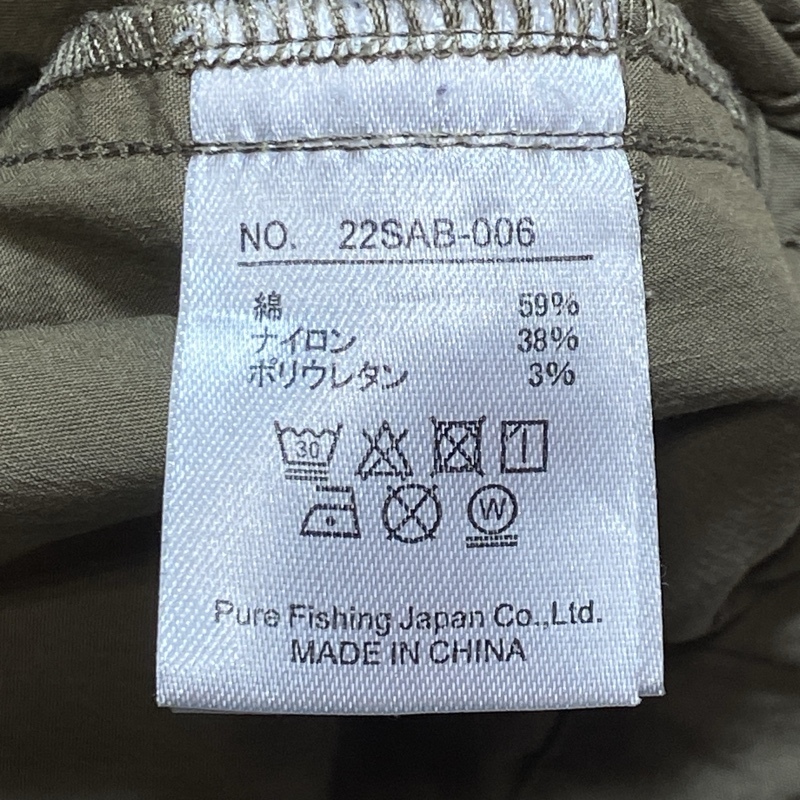 NO. 22SAB-006
綿 59%
ナイロン 38%
ポリウレタン 3%
30
W
Pure Fishing Japan Co.,Ltd.
MADE IN CHINA